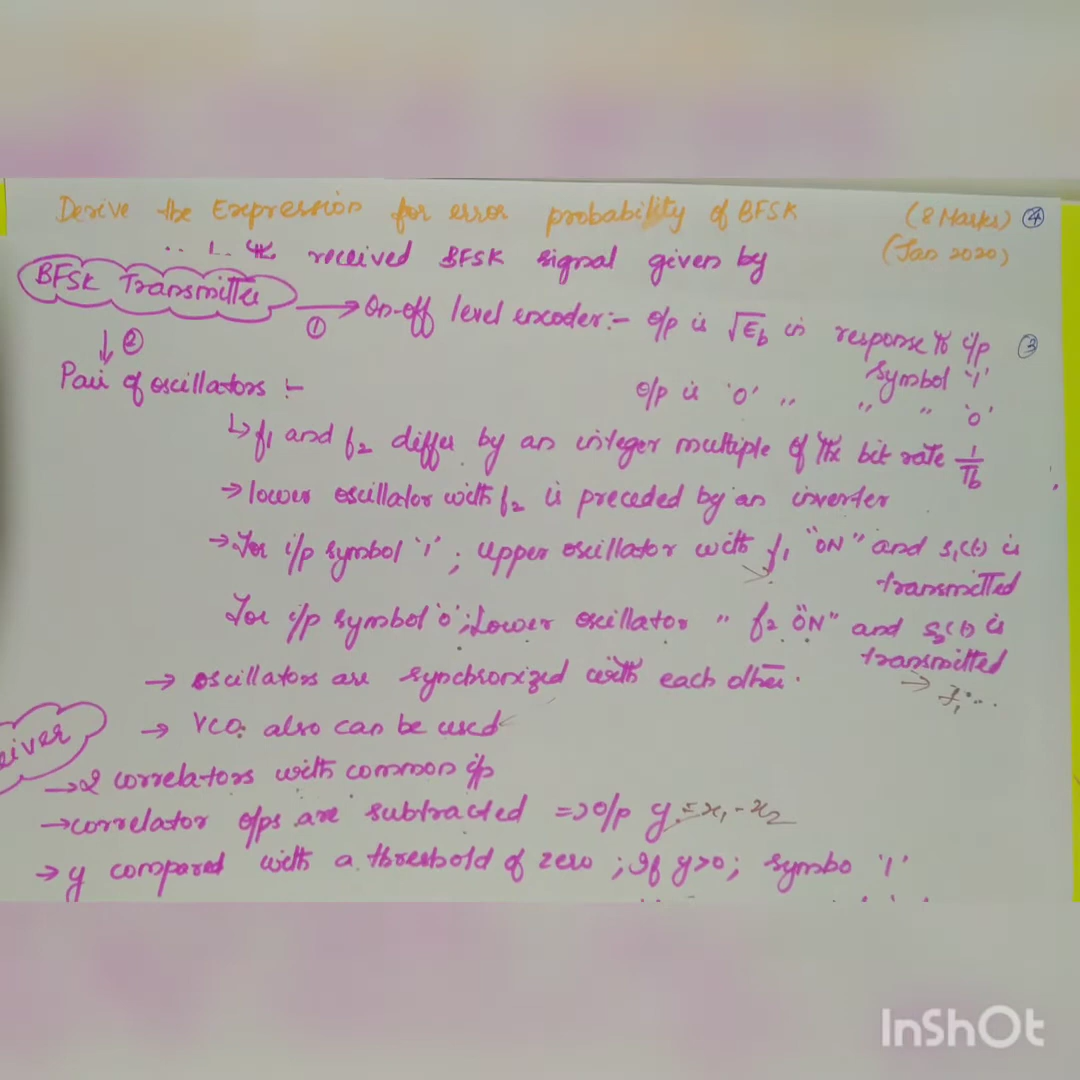 Derive the Expression for error probability of BFSK (8 Marks) ④
(Jan 2020)
received BFSK signal given by
BFSK Transmitter
① → On-off level encoder:- o/p is √Eb in response to i/p symbol '1' ③
o/p is '0' ,, ,, ,, '0'
↓ ②
Pair of oscillators :-
↳ f1 and f2 differ by an integer multiple of the bit rate 1/Tb
→ lower oscillator with f2 is preceded by an inverter
→ For i/p symbol '1' ; upper oscillator with f1 "ON" and s1(t) is transmitted
For i/p symbol '0' ; Lower oscillator " f2 "ON" and s2(t) is transmitted
→ f1...
→ oscillators are synchronized with each other.
→ VCO. also can be used
eiver
→ 2 correlators with common i/p
→ correlator o/ps are subtracted => o/p y = x1 - x2
→ y compared with a threshold of zero ; If y>0; symbo '1'
InShOt